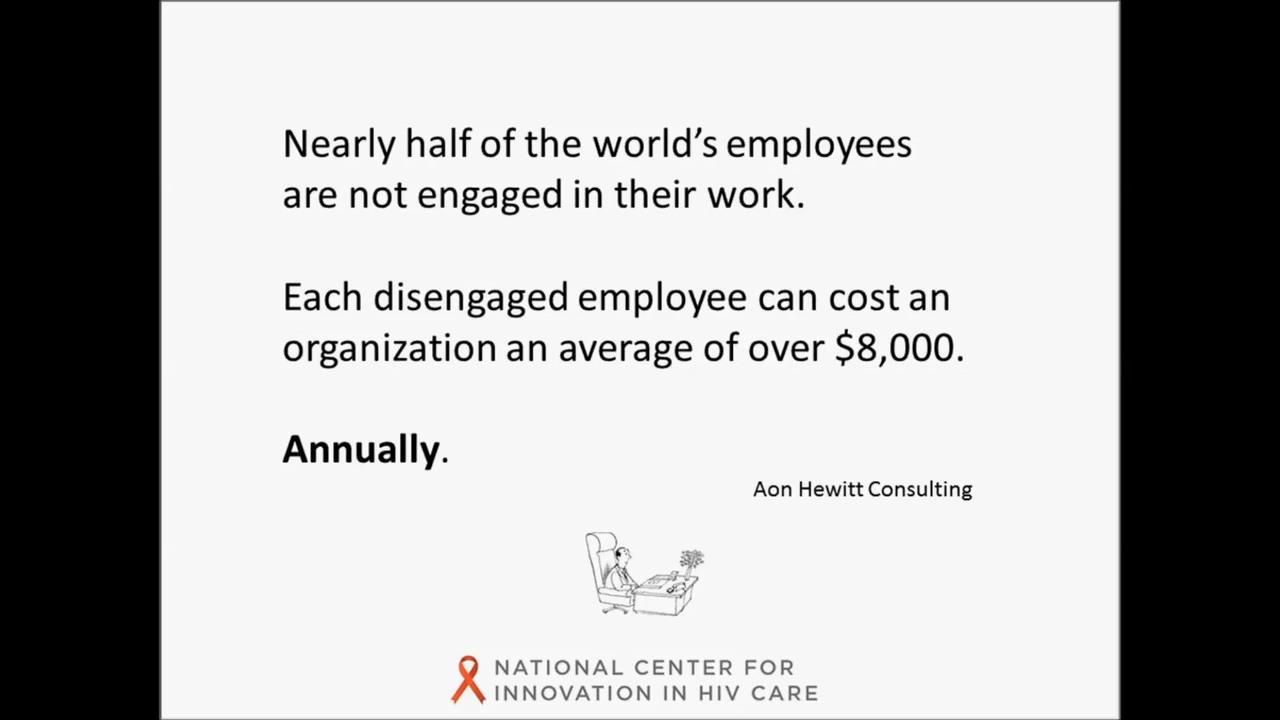 Nearly half of the world’s employees
are not engaged in their work.
Each disengaged employee can cost an
organization an average of over $8,000.
Annually.
Aon Hewitt Consulting
NATIONAL CENTER FOR
INNOVATION IN HIV CARE